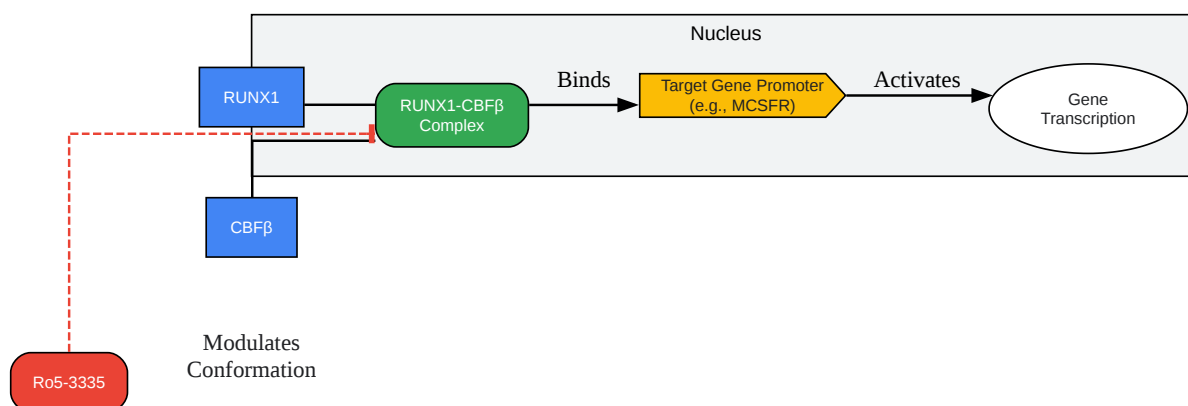 Nucleus
RUNX1
RUNX1-CBFβ
Complex
Binds
Target Gene Promoter
(e.g., MCSFR)
Activates
Gene
Transcription
CBFβ
Modulates
Conformation
Ro5-3335